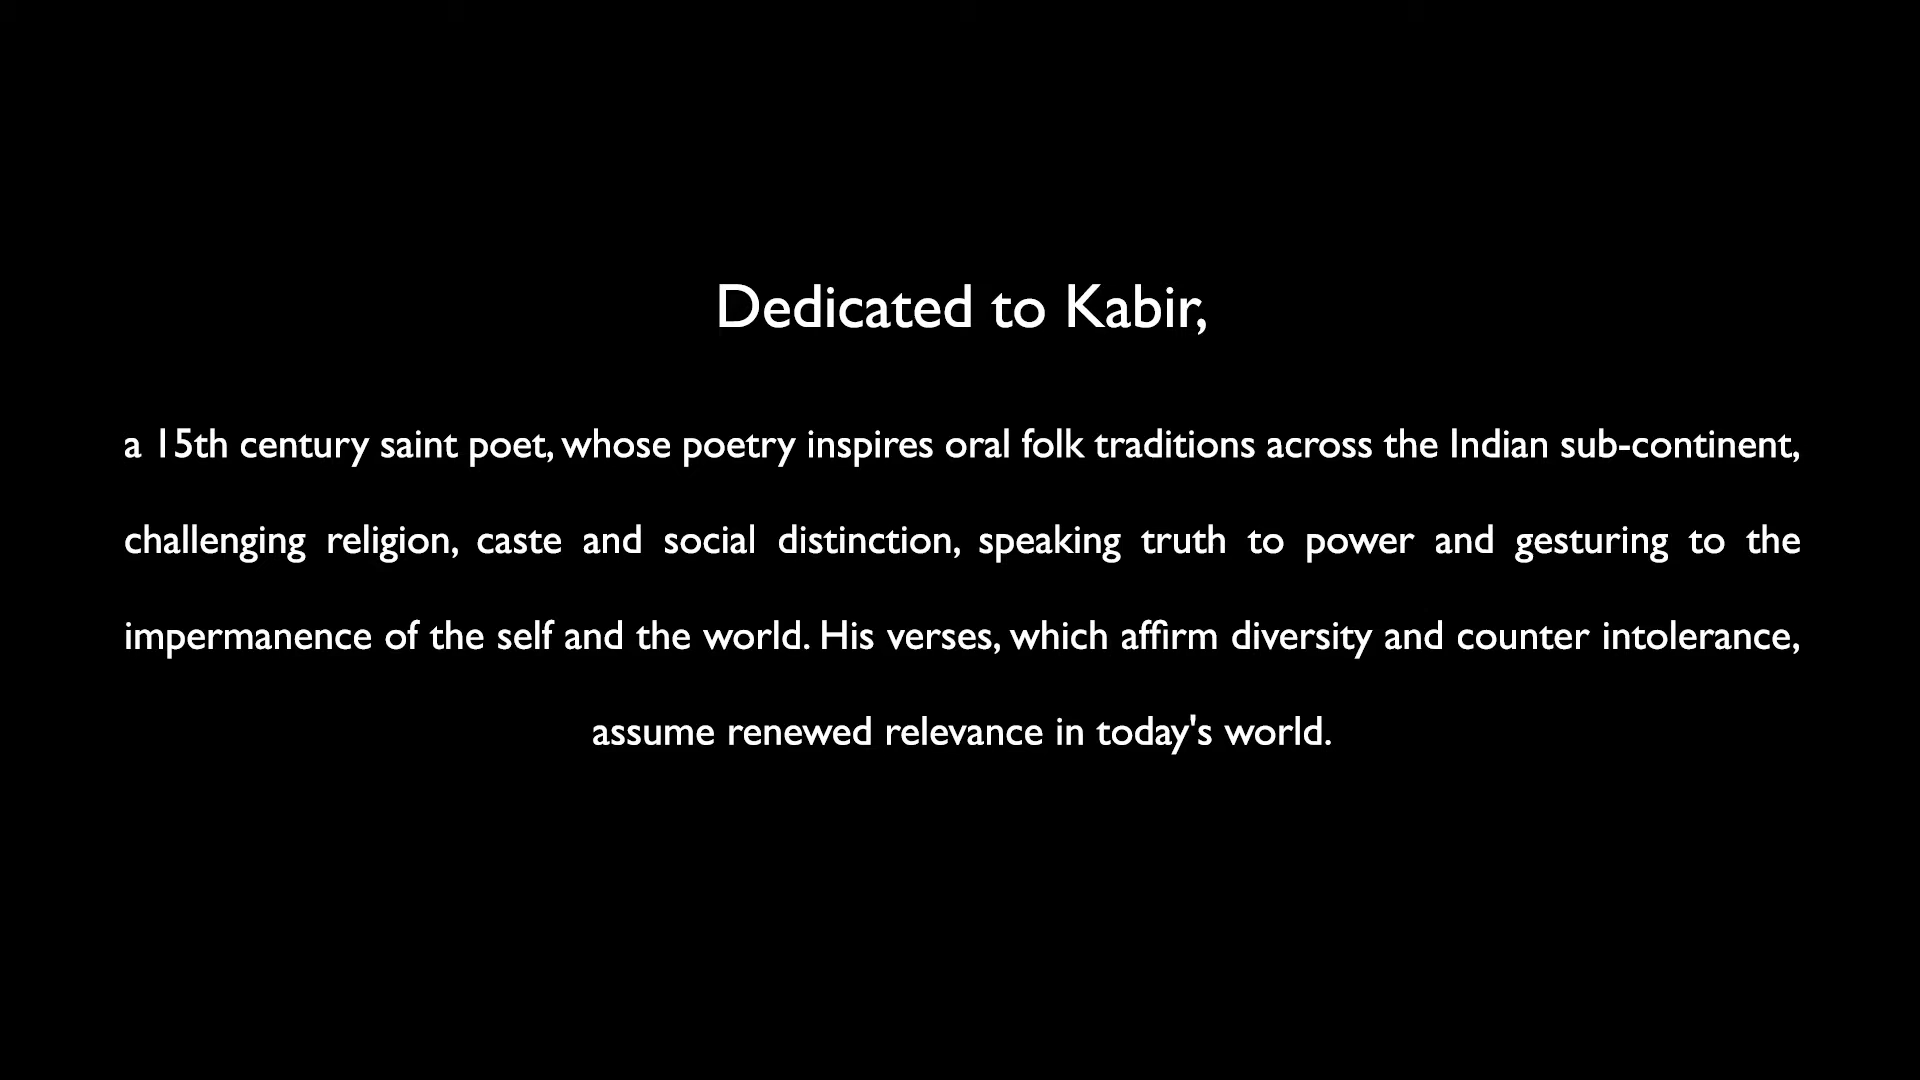 Dedicated to Kabir,
a 15th century saint poet, whose poetry inspires oral folk traditions across the Indian sub-continent,
challenging religion, caste and social distinction, speaking truth to power and gesturing to the
impermanence of the self and the world. His verses, which affirm diversity and counter intolerance,
assume renewed relevance in today's world.